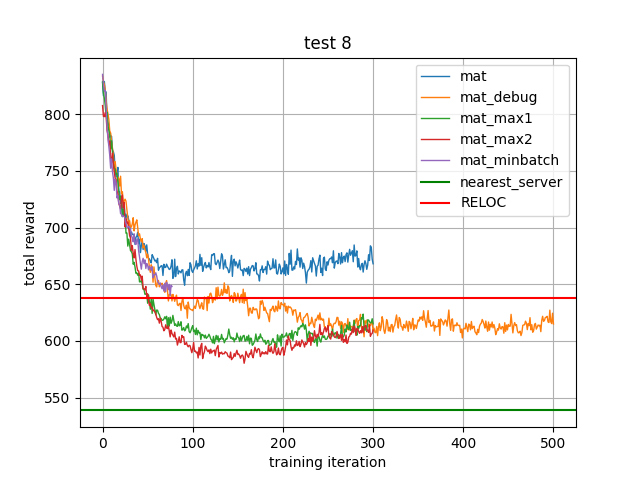 test 8
total reward
800
750
700
650
600
550
0 100 200 300 400 500
training iteration
mat
mat_debug
mat_max1
mat_max2
mat_minbatch
nearest_server
RELOC